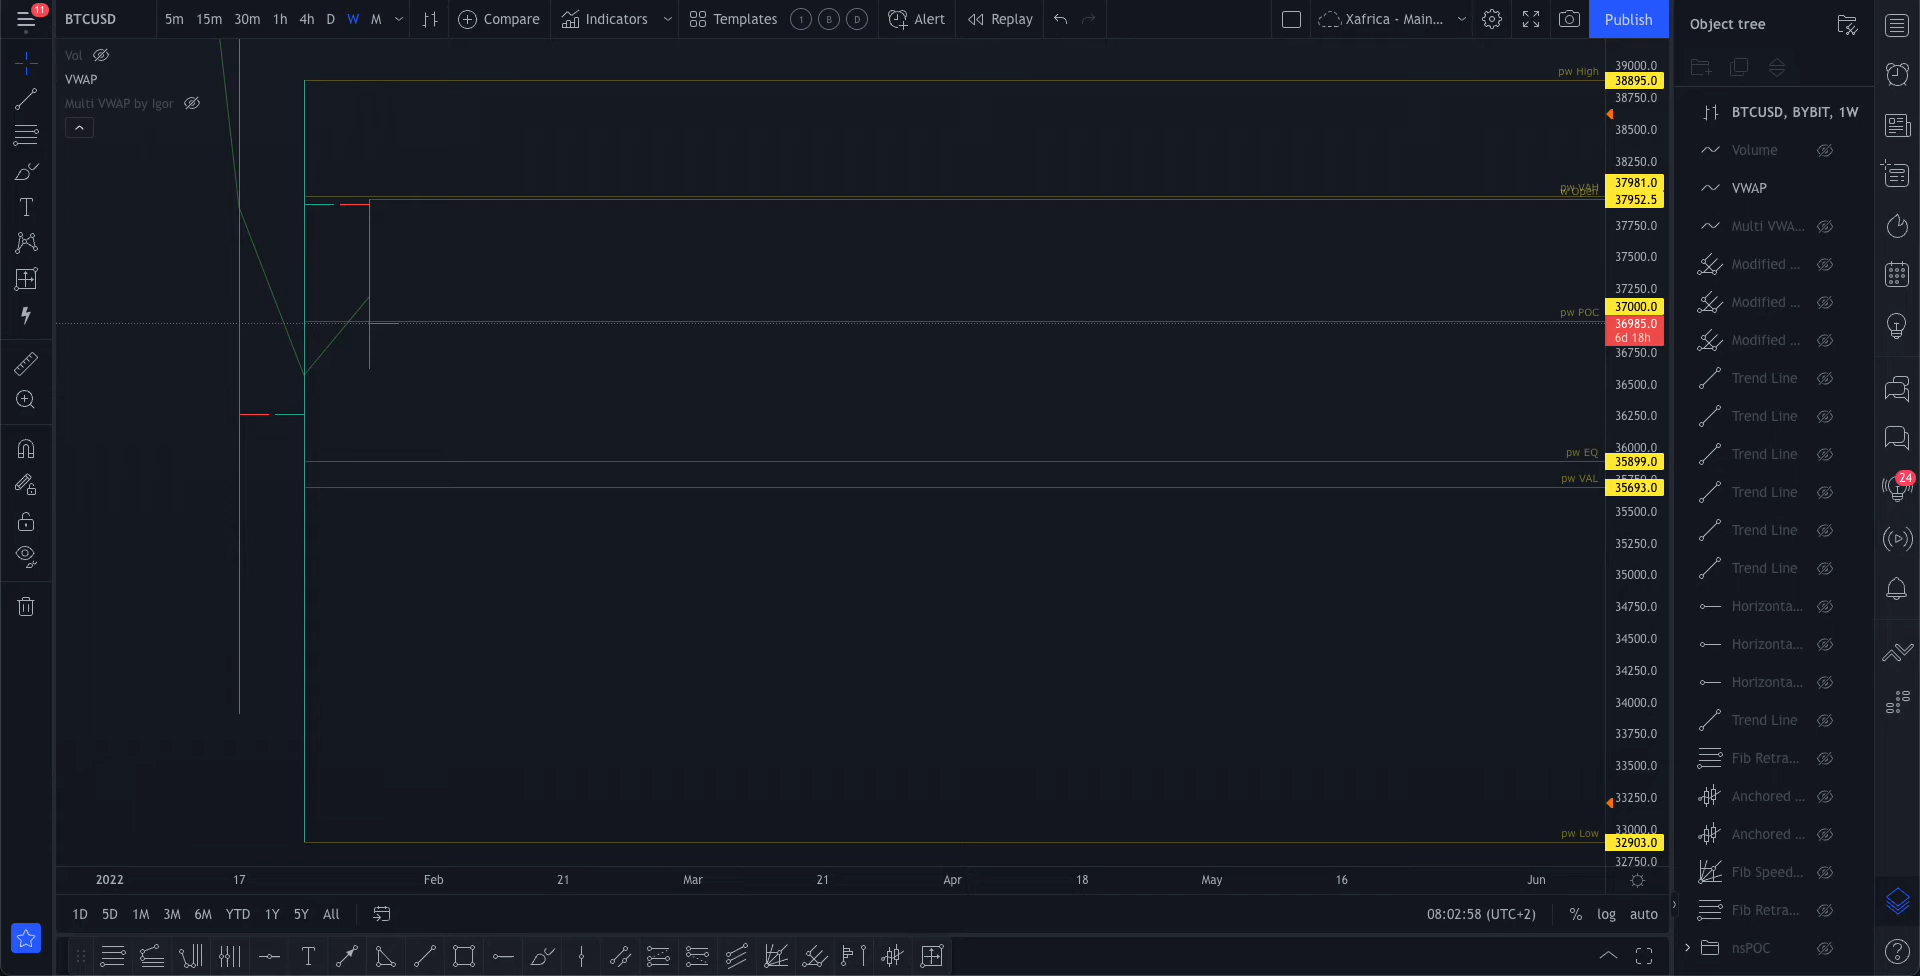 11
BTCUSD 5m 15m 30m 1h 4h D W M Compare Indicators Templates 1 B D Alert Replay Xafrica - Main... Publish
Vol
VWAP
Multi VWAP by Igor
pw High
pw VAH
w Open
pw POC
pw EQ
pw VAL
pw Low
39000.0
38895.0
38750.0
38500.0
38250.0
37981.0
37952.5
37750.0
37500.0
37250.0
37000.0
36985.0
6d 18h
36750.0
36500.0
36250.0
36000.0
35899.0
35693.0
35500.0
35250.0
35000.0
34750.0
34500.0
34250.0
34000.0
33750.0
33500.0
33250.0
33000.0
32903.0
32750.0
2022 17 Feb 21 Mar 21 Apr 18 May 16 Jun
1D 5D 1M 3M 6M YTD 1Y 5Y All 08:02:58 (UTC+2) % log auto
T
T
Object tree
BTCUSD, BYBIT, 1W
Volume
VWAP
Multi VWA...
Modified ...
Modified ...
Modified ...
Trend Line
Trend Line
Trend Line
Trend Line
Trend Line
Trend Line
Horizonta...
Horizonta...
Horizonta...
Trend Line
Fib Retra...
Anchored ...
Anchored ...
Fib Speed...
Fib Retra...
nsPOC
24